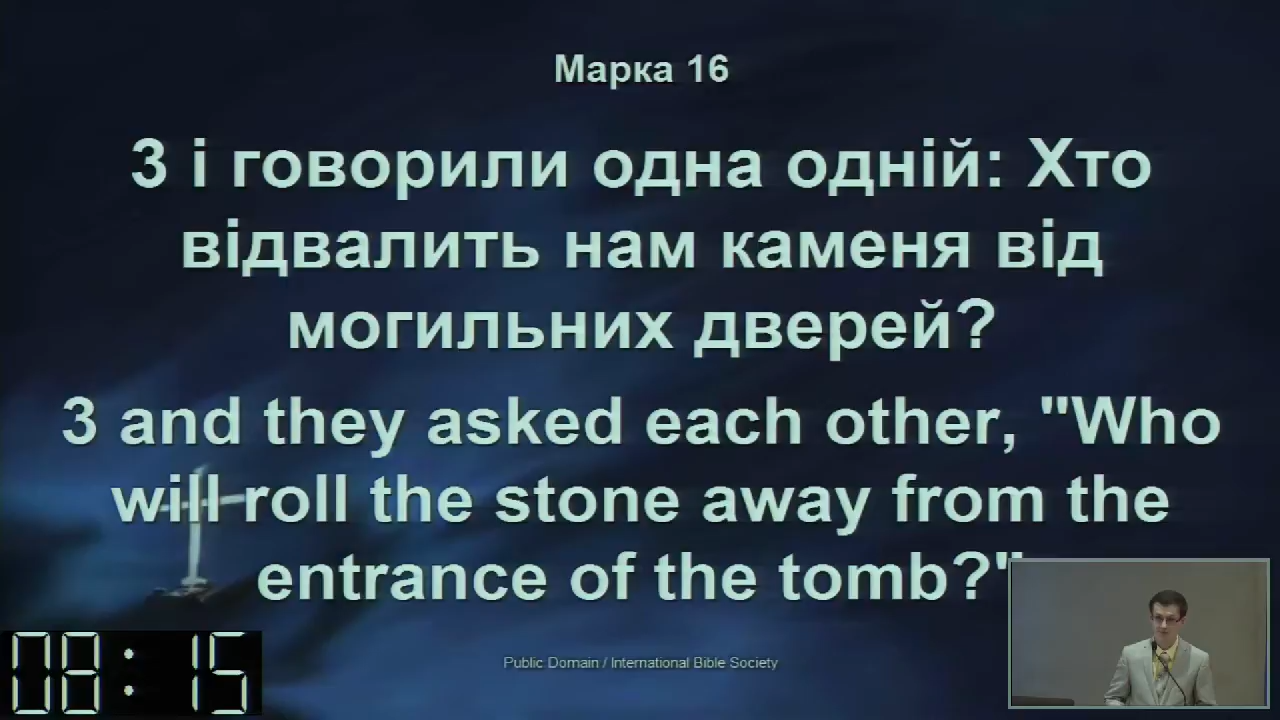 Марка 16
3 і говорили одна одній: Хто
відвалить нам каменя від
могильних дверей?
3 and they asked each other, "Who
will roll the stone away from the
entrance of the tomb?"
Public Domain / International Bible Society
08:15